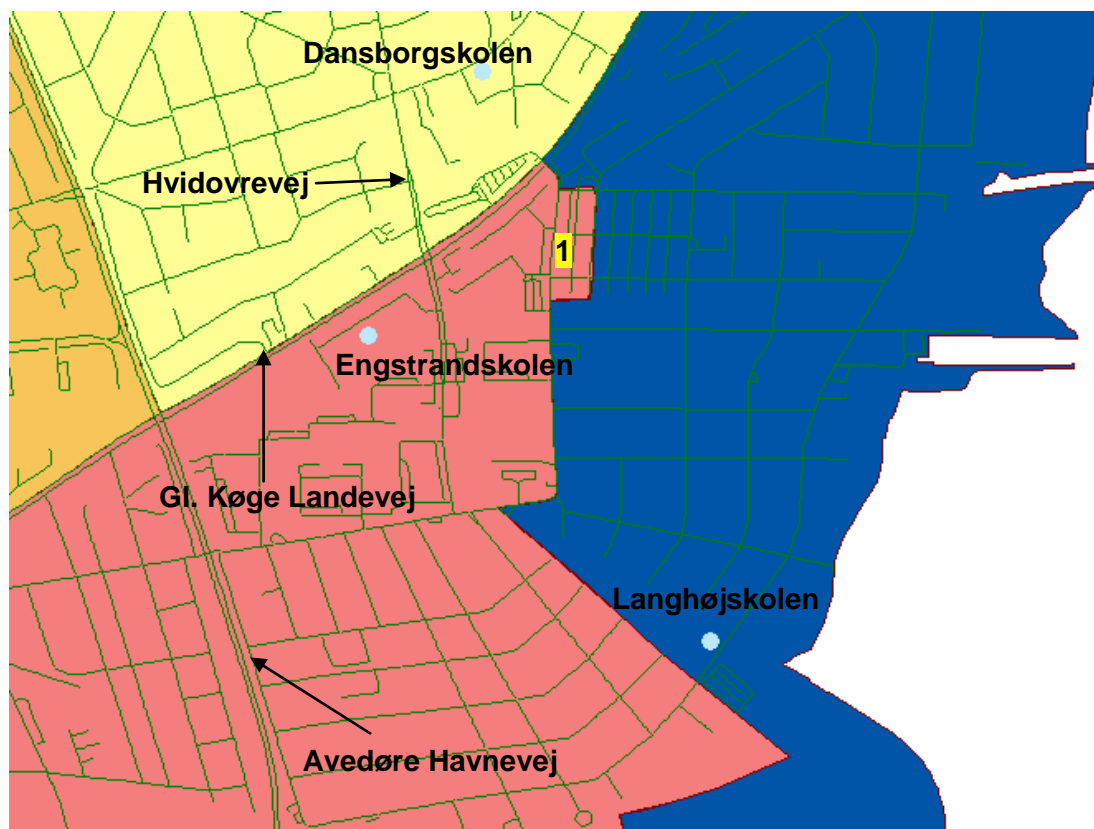 Dansborgskolen
Hvidovrevej
1
Engstrandskolen
Gl. Køge Landevej
Langhøjskolen
Avedøre Havnevej